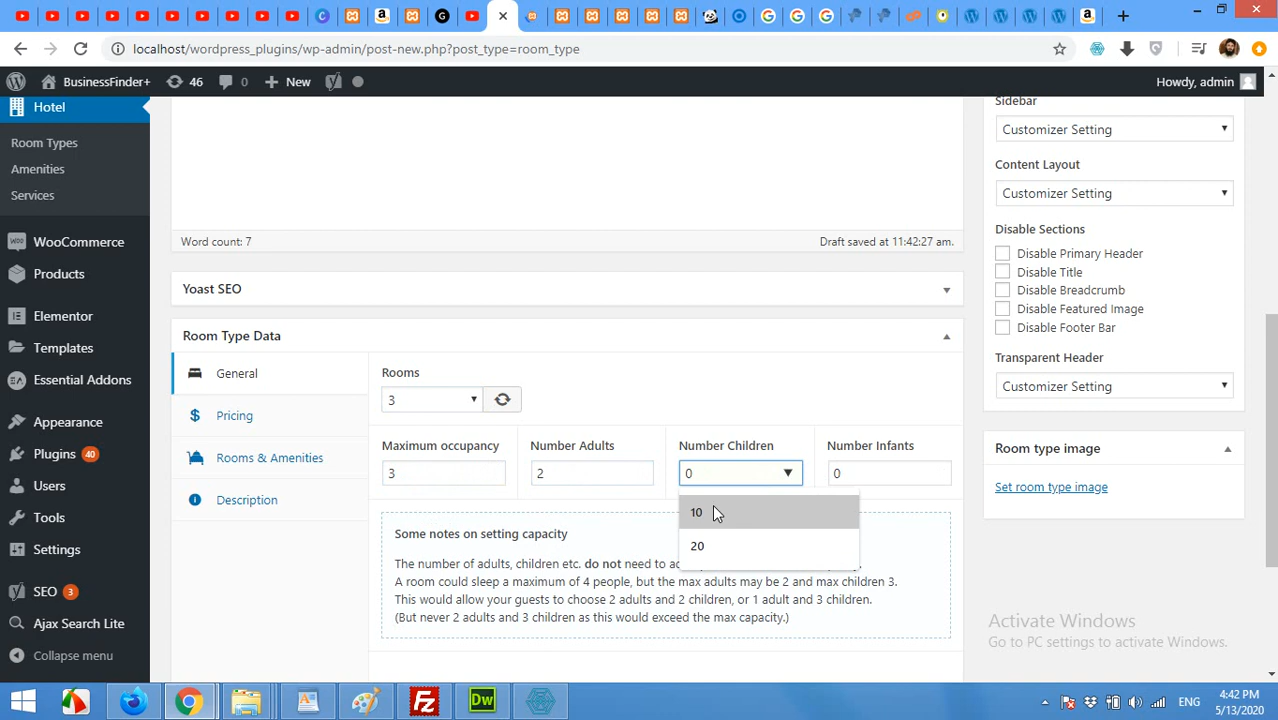 localhost/wordpress_plugins/wp-admin/post-new.php?post_type=room_type
BusinessFinder+
46
0
New
Howdy, admin
Hotel
Room Types
Amenities
Services
WooCommerce
Products
Elementor
Templates
Essential Addons
Appearance
Plugins 40
Users
Tools
Settings
SEO 3
Ajax Search Lite
Collapse menu
Word count: 7
Draft saved at 11:42:27 am.
Yoast SEO
Room Type Data
General
Pricing
Rooms & Amenities
Description
Rooms
3
Maximum occupancy
Number Adults
Number Children
Number Infants
3
2
0
0
10
20
Some notes on setting capacity
The number of adults, children etc. do not need to
A room could sleep a maximum of 4 people, but the max adults may be 2 and max children 3.
This would allow your guests to choose 2 adults and 2 children, or 1 adult and 3 children.
(But never 2 adults and 3 children as this would exceed the max capacity.)
Sidebar
Customizer Setting
Content Layout
Customizer Setting
Disable Sections
Disable Primary Header
Disable Title
Disable Breadcrumb
Disable Featured Image
Disable Footer Bar
Transparent Header
Customizer Setting
Room type image
Set room type image
Activate Windows
Go to PC settings to activate Windows.
Dw
ENG
4:42 PM
5/13/2020